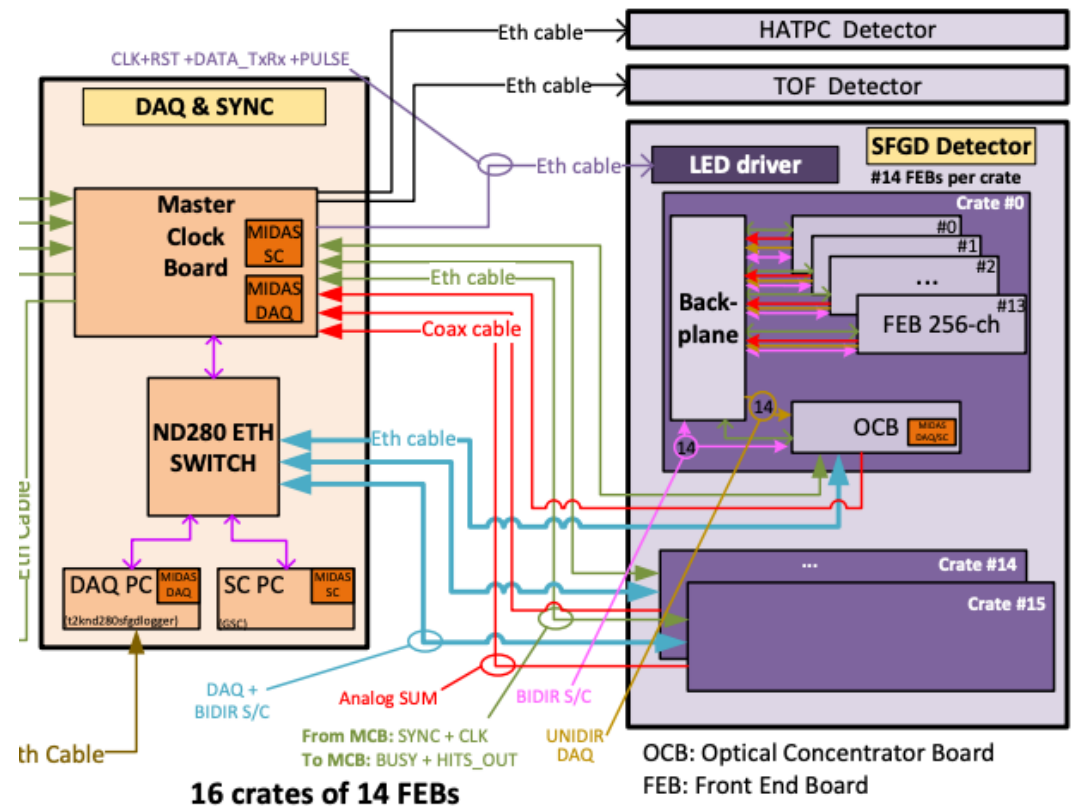 Eth cable
HATPC Detector
CLK+RST +DATA_TxRx +PULSE
Eth cable
TOF Detector
DAQ & SYNC
SFGD Detector
#14 FEBs per crate
LED driver
Eth cable
Crate #0
Master
Clock
Board
MIDAS
SC
MIDAS
DAQ
Eth cable
Coax cable
Back-
plane
#0
#1
#2
...
#13
FEB 256-ch
14
14
OCB
MIDAS
DAQ/SC
ND280 ETH
SWITCH
Eth cable
Eth Cable
DAQ PC
MIDAS
DAQ
(t2knd280sfgdlogger)
SC PC
MIDAS
SC
(GSC)
...
Crate #14
Crate #15
DAQ +
BIDIR S/C
Analog SUM
BIDIR S/C
From MCB: SYNC + CLK
To MCB: BUSY + HITS_OUT
UNIDIR
DAQ
th Cable
OCB: Optical Concentrator Board
FEB: Front End Board
16 crates of 14 FEBs